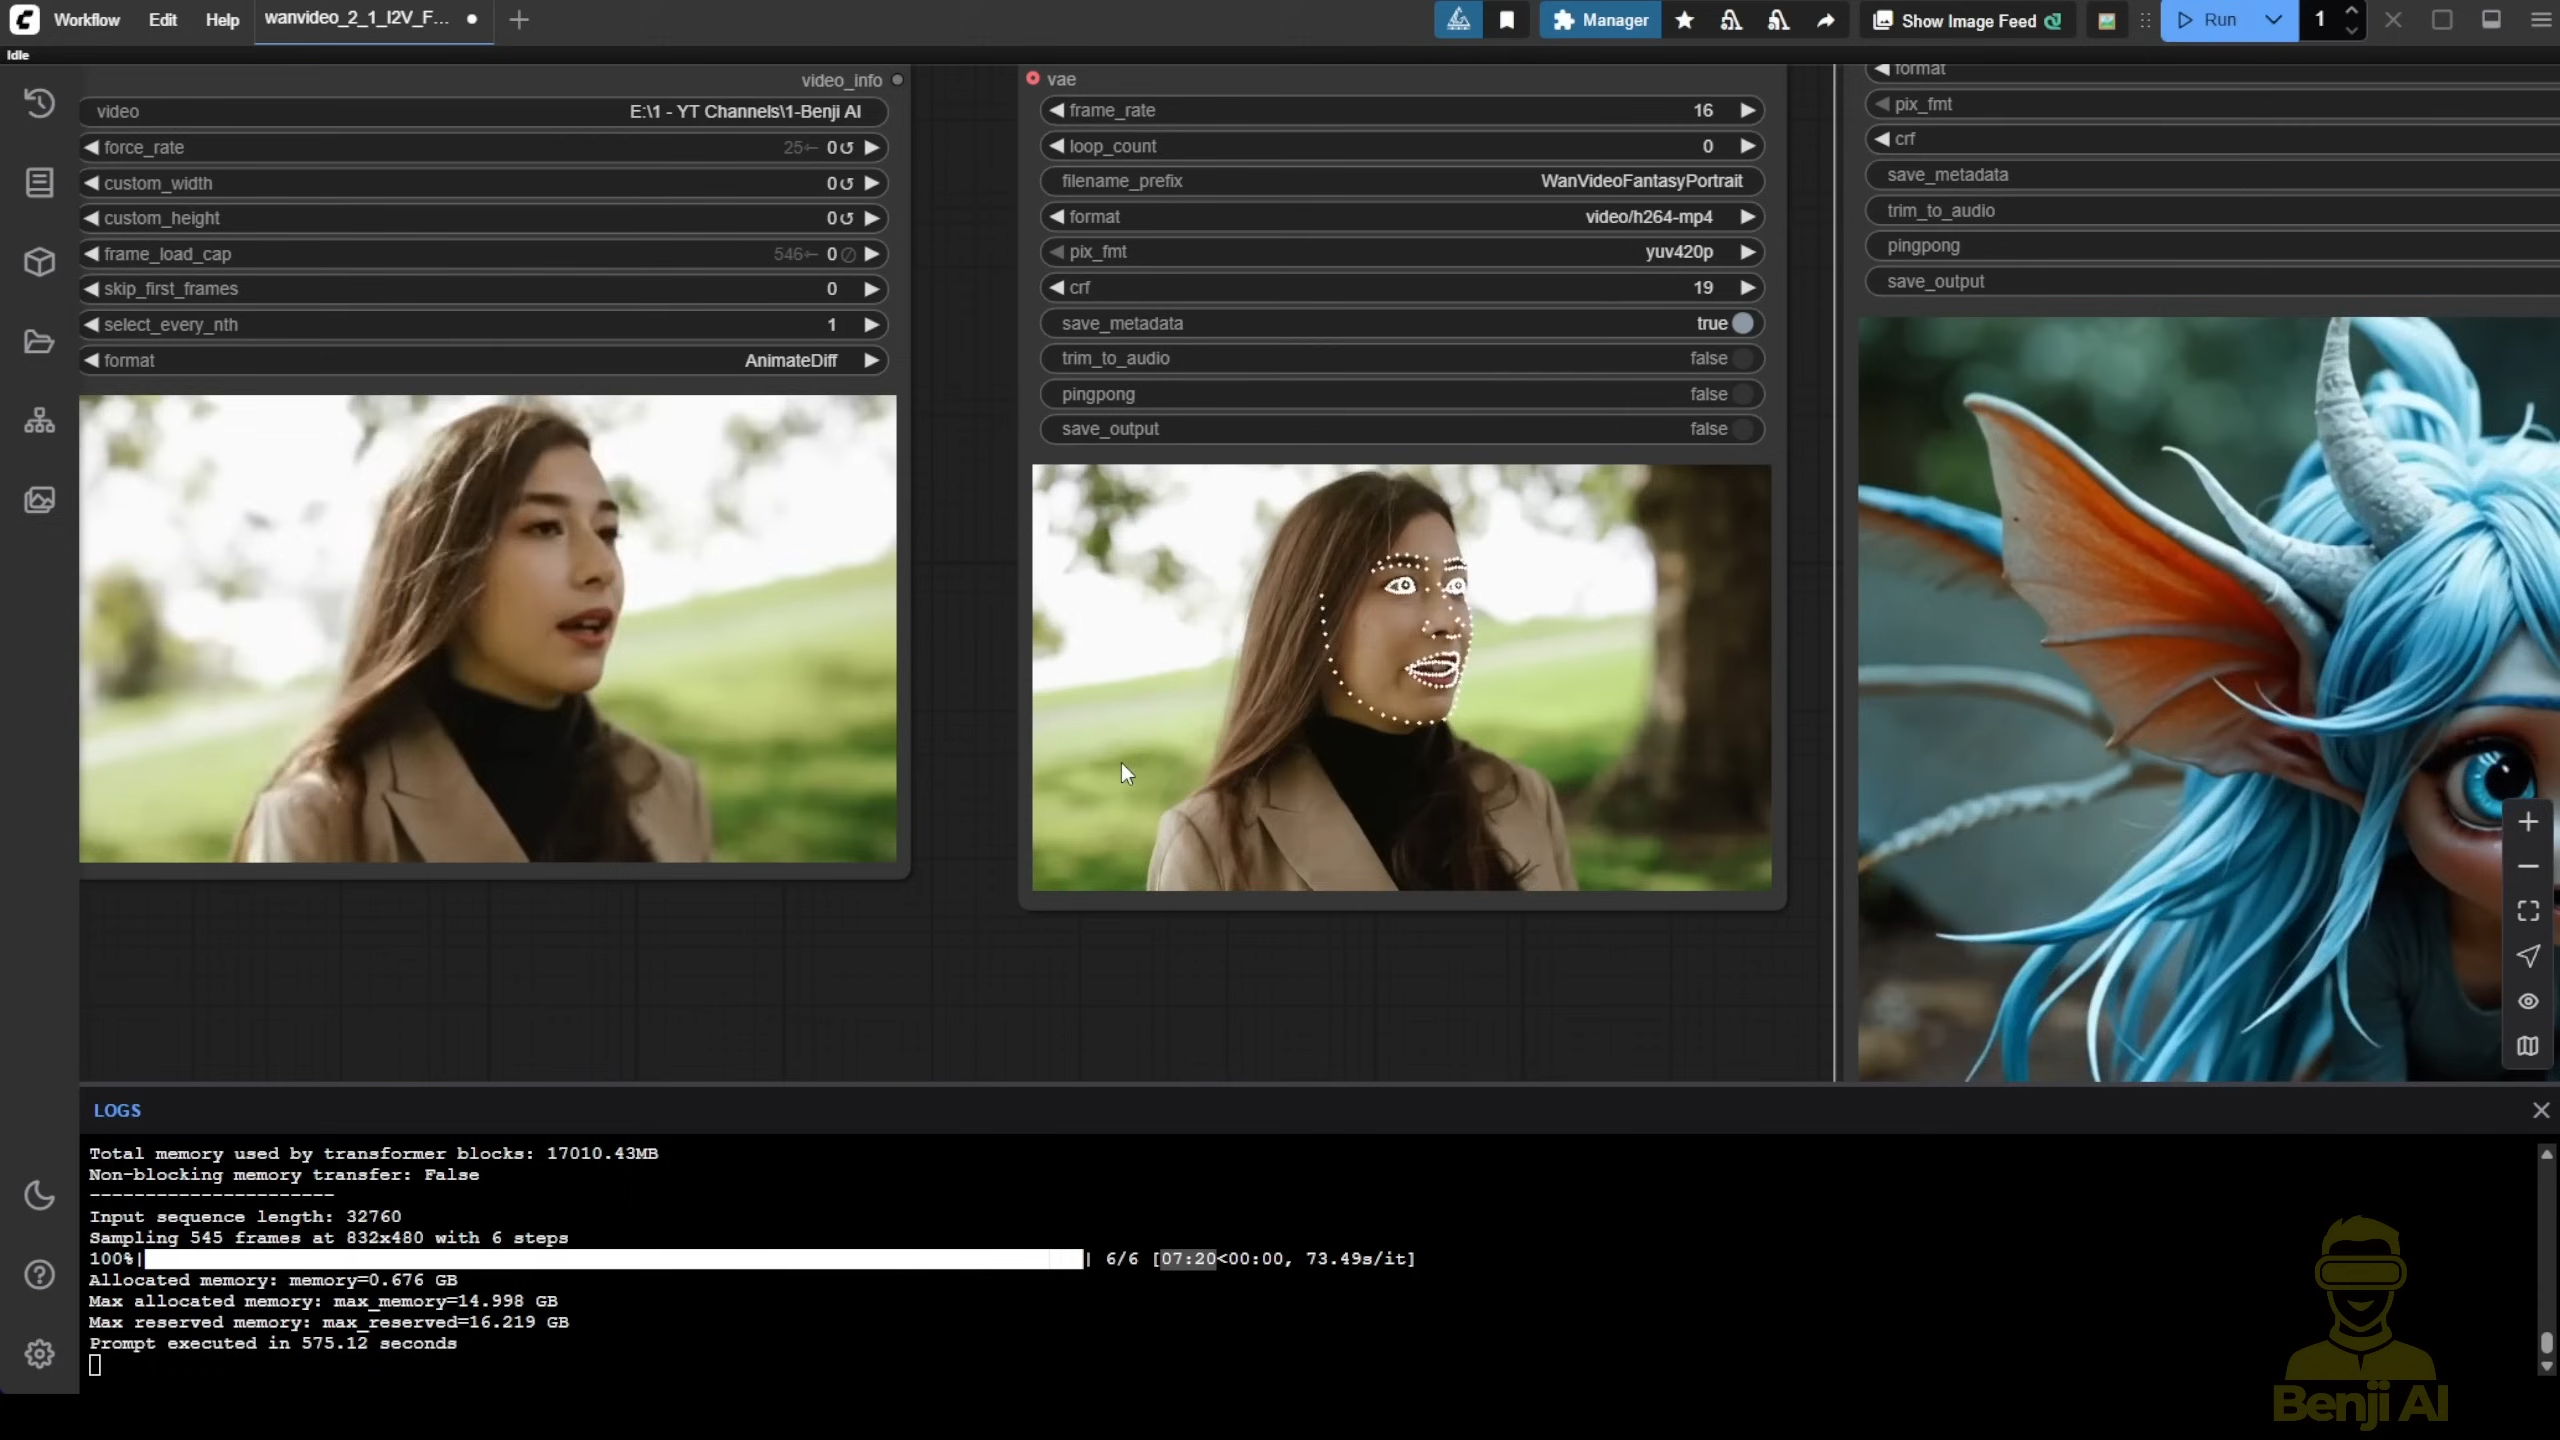 Workflow Edit Help wanvideo_2_1_I2V_F... Manager Show Image Feed Run 1
Idle
video_info
video E:\1 - YT Channels\1-Benji AI
force_rate 25← 0
custom_width 0
custom_height 0
frame_load_cap 546← 0
skip_first_frames 0
select_every_nth 1
format AnimateDiff
vae
frame_rate 16
loop_count 0
filename_prefix WanVideoFantasyPortrait
format video/h264-mp4
pix_fmt yuv420p
crf 19
save_metadata true
trim_to_audio false
pingpong false
save_output false
format
pix_fmt
crf
save_metadata
trim_to_audio
pingpong
save_output
LOGS
Total memory used by transformer blocks: 17010.43MB
Non-blocking memory transfer: False
----------------------
Input sequence length: 32760
Sampling 545 frames at 832x480 with 6 steps
100%| | 6/6 [07:20<00:00, 73.49s/it]
Allocated memory: memory=0.676 GB
Max allocated memory: max_memory=14.998 GB
Max reserved memory: max_reserved=16.219 GB
Prompt executed in 575.12 seconds
Benji AI